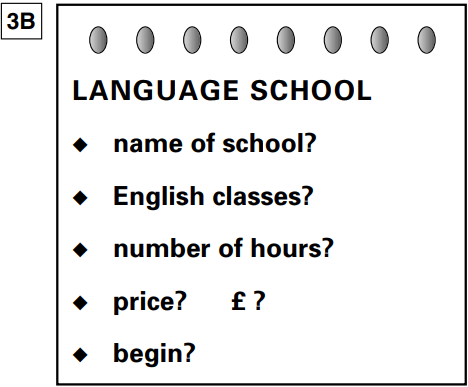 3B
LANGUAGE SCHOOL
◆ name of school?
◆ English classes?
◆ number of hours?
◆ price? £ ?
◆ begin?